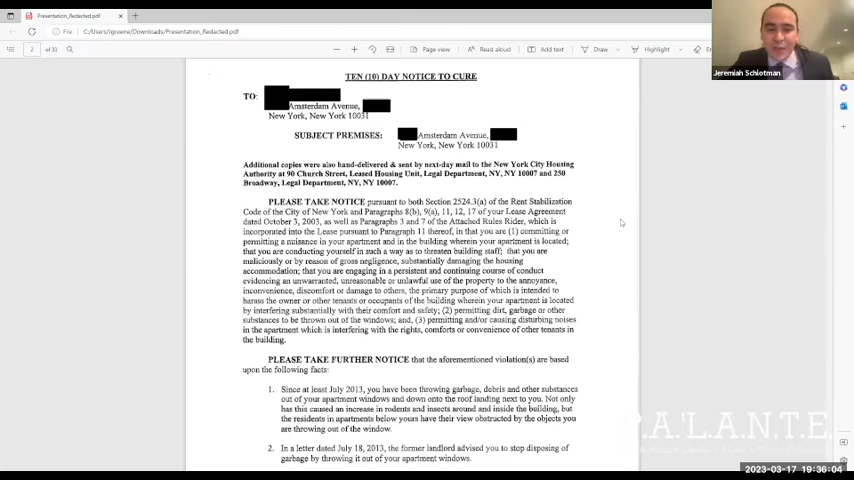 Presentation_Redacted.pdf
C:/Users/lgreene/Downloads/Presentation_Redacted.pdf
2 of 33
Page view
Read aloud
Add text
Draw
Highlight
Jeremiah Schlotman
TEN (10) DAY NOTICE TO CURE
TO:
Amsterdam Avenue,
New York, New York 10031
SUBJECT PREMISES: Amsterdam Avenue,
New York, New York 10031
Additional copies were also hand-delivered & sent by next-day mail to the New York City Housing
Authority at 90 Church Street, Leased Housing Unit, Legal Department, NY, NY 10007 and 250
Broadway, Legal Department, NY, NY 10007.
PLEASE TAKE NOTICE pursuant to both Section 2524.3(a) of the Rent Stabilization
Code of the City of New York and Paragraphs 8(b), 9(a), 11, 12, 17 of your Lease Agreement
dated October 3, 2003, as well as Paragraphs 3 and 7 of the Attached Rules Rider, which is
incorporated into the Lease pursuant to Paragraph 11 thereof, in that you are (1) committing or
permitting a nuisance in your apartment and in the building wherein your apartment is located;
that you are conducting yourself in such a way as to threaten building staff; that you are
maliciously or by reason of gross negligence, substantially damaging the housing
accommodation; that you are engaging in a persistent and continuing course of conduct
evidencing an unwarranted, unreasonable or unlawful use of the property to the annoyance,
inconvenience, discomfort or damage to others, the primary purpose of which is intended to
harass the owner or other tenants or occupants of the building wherein your apartment is located
by interfering substantially with their comfort and safety; (2) permitting dirt, garbage or other
substances to be thrown out of the windows; and, (3) permitting and/or causing disturbing noises
in the apartment which is interfering with the rights, comforts or convenience of other tenants in
the building.
PLEASE TAKE FURTHER NOTICE that the aforementioned violation(s) are based
upon the following facts:
1. Since at least July 2013, you have been throwing garbage, debris and other substances
out of your apartment windows and down onto the roof landing next to you. Not only
has this caused an increase in rodents and insects around and inside the building, but
the residents in apartments below yours have their view obstructed by the objects you
are throwing out of the window.
2. In a letter dated July 18, 2013, the former landlord advised you to stop disposing of
garbage by throwing it out of your apartment windows.
P.A'.L.A.N.T.E
2023-03-17 19:36:04